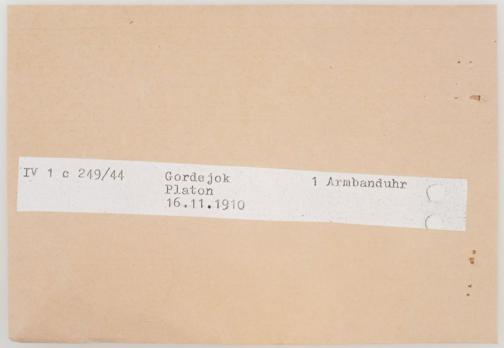 IV 1 c 249/44 Gordejok 1 Armbanduhr
Platon
16.11.1910